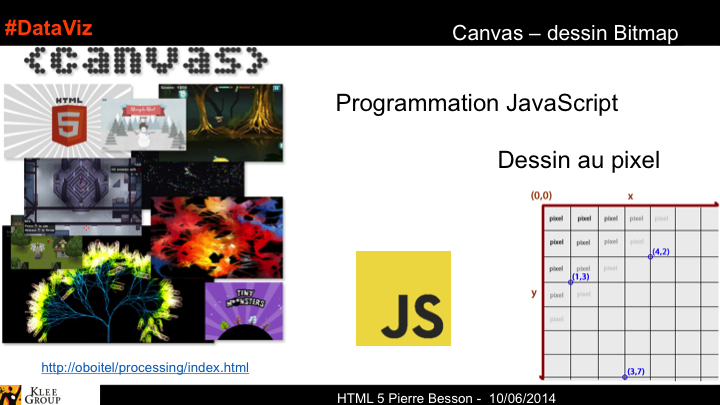 #DataViz
Canvas – dessin Bitmap
<canvas>
HTML
5
Programmation JavaScript
Dessin au pixel
TINY
MONSTERS
JS
(0,0)
x
pixel pixel pixel pixel pixel
pixel pixel pixel pixel
(4,2)
pixel pixel pixel
(1,3)
y
pixel pixel
pixel
(3,7)
http://oboitel/processing/index.html
KLEE
GROUP
HTML 5 Pierre Besson - 10/06/2014